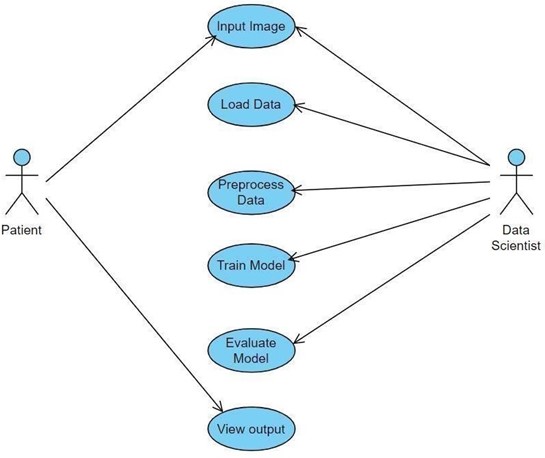 Input Image
Load Data
Preprocess
Data
Patient
Data
Scientist
Train Model
Evaluate
Model
View output